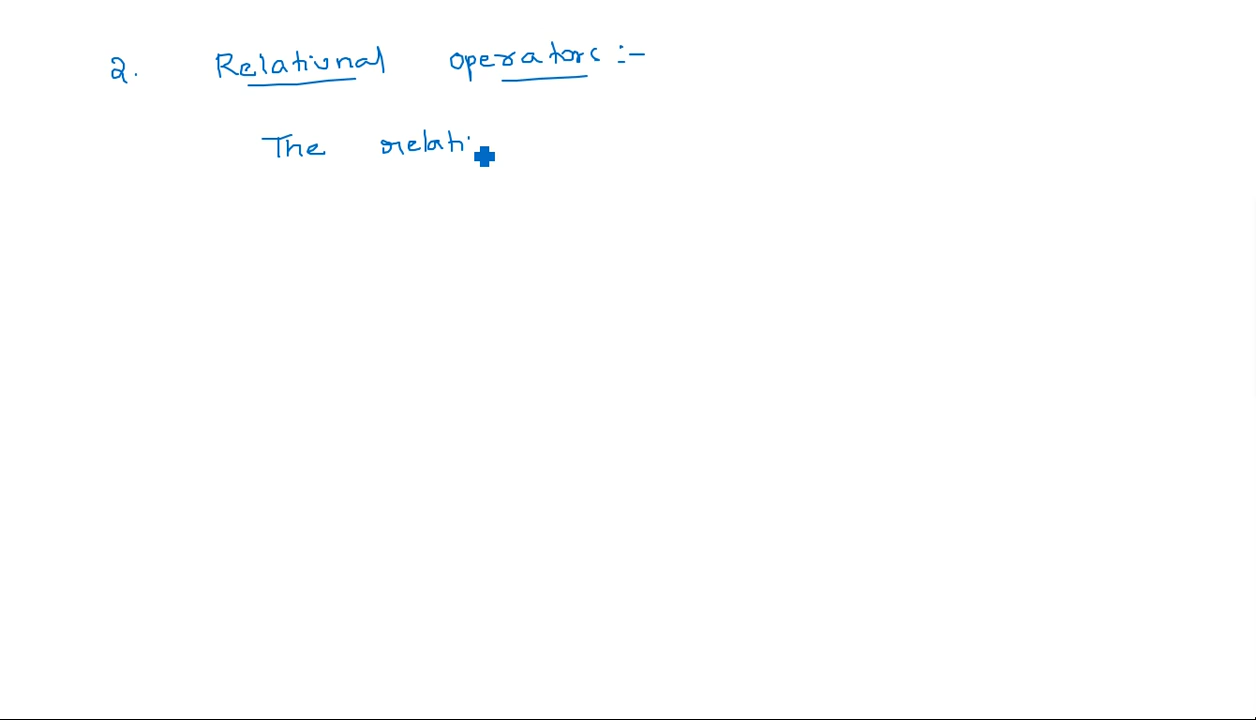 2. Relational operators :-
The relati